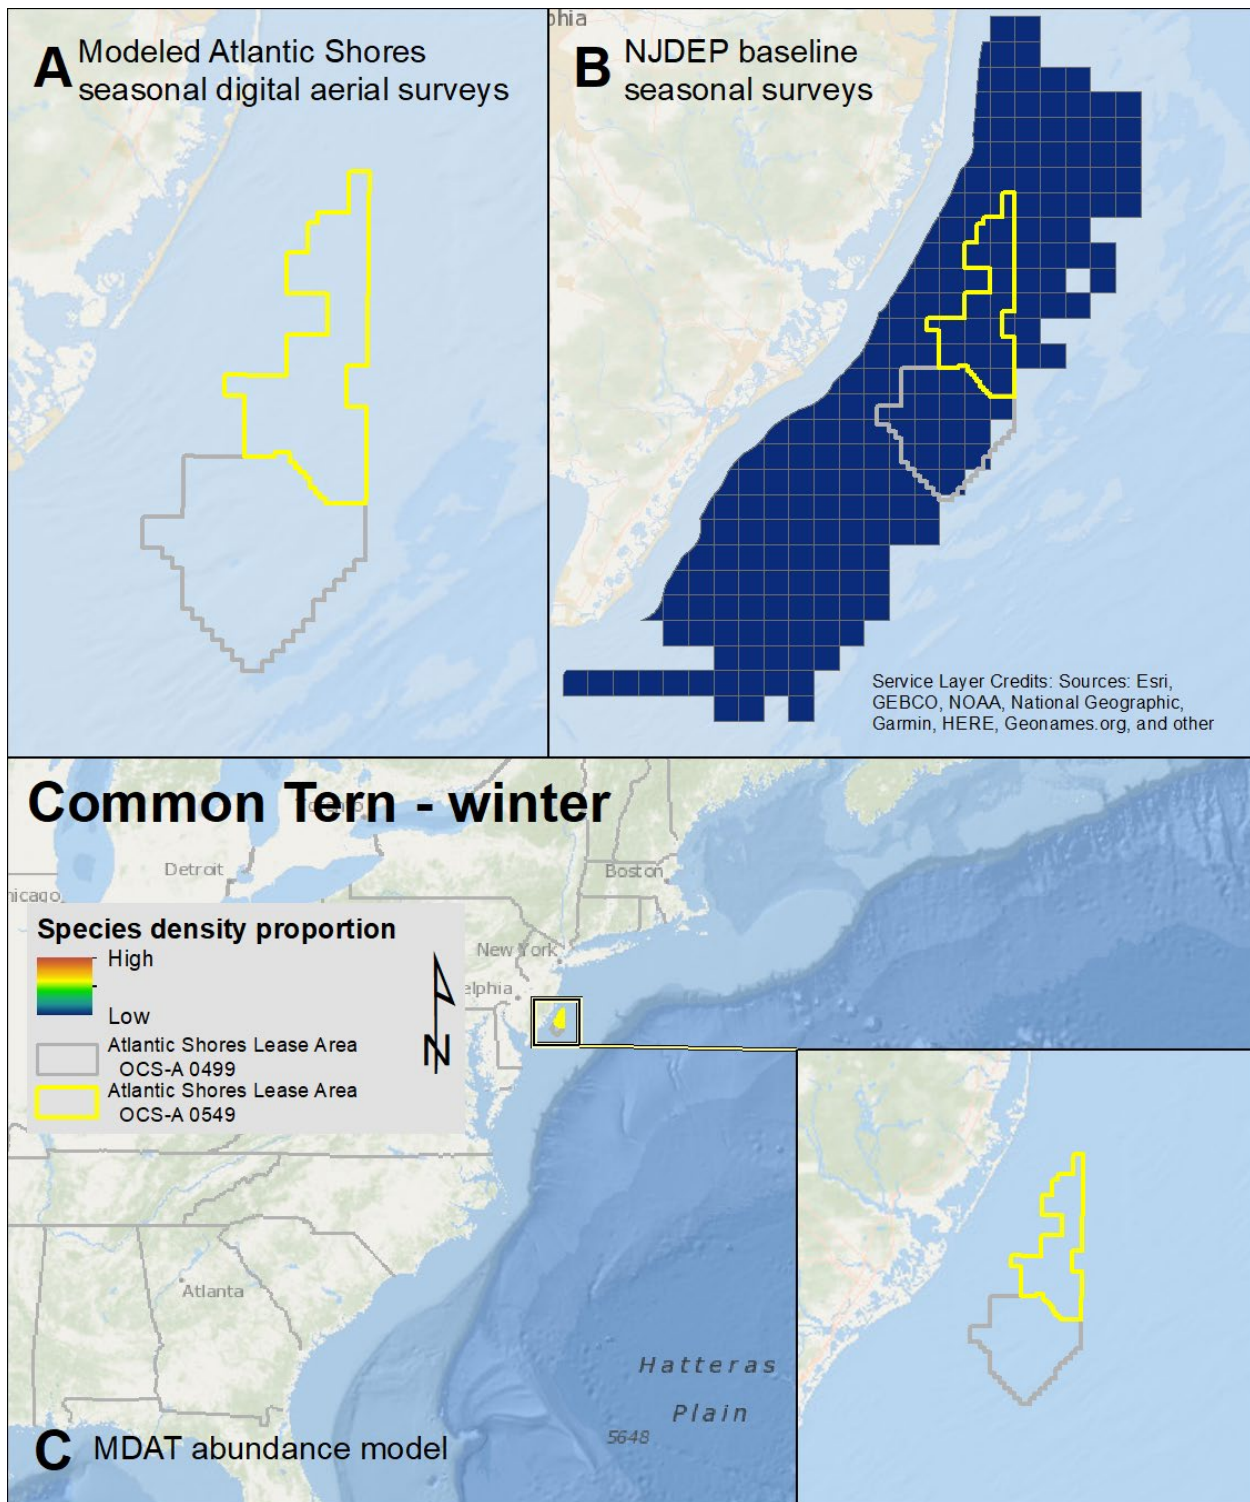 A
Modeled Atlantic Shores
seasonal digital aerial surveys
phia
B
NJDEP baseline
seasonal surveys
Service Layer Credits: Sources: Esri,
GEBCO, NOAA, National Geographic,
Garmin, HERE, Geonames.org, and other
Common Tern - winter
Detroit
Boston
hicago
Species density proportion
High
Low
Atlantic Shores Lease Area
OCS-A 0499
Atlantic Shores Lease Area
OCS-A 0549
N
New York
elphia
Atlanta
Hatteras
Plain
5648
C MDAT abundance model